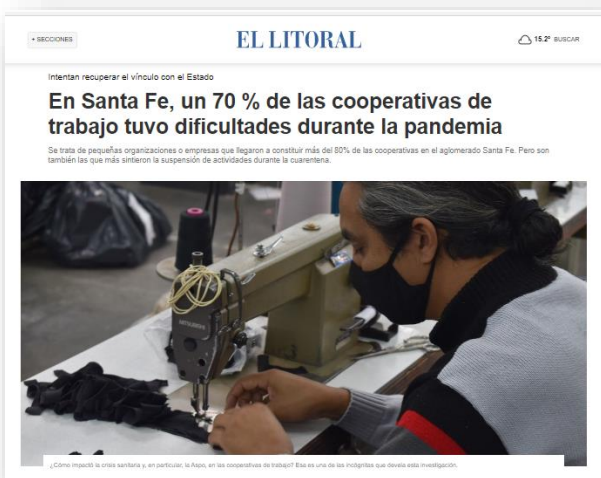 + SECCIONES
EL LITORAL
15.2° BUSCAR
Intentan recuperar el vínculo con el Estado
En Santa Fe, un 70 % de las cooperativas de
trabajo tuvo dificultades durante la pandemia
Se trata de pequeñas organizaciones o empresas que llegaron a constituir más del 80% de las cooperativas en el aglomerado Santa Fe. Pero son
también las que más sintieron la suspensión de actividades durante la cuarentena.
MITSUBISHI
¿Cómo impactó la crisis sanitaria y, en particular, la Aspo, en las cooperativas de trabajo? Esa es una de las incógnitas que devela esta investigación.